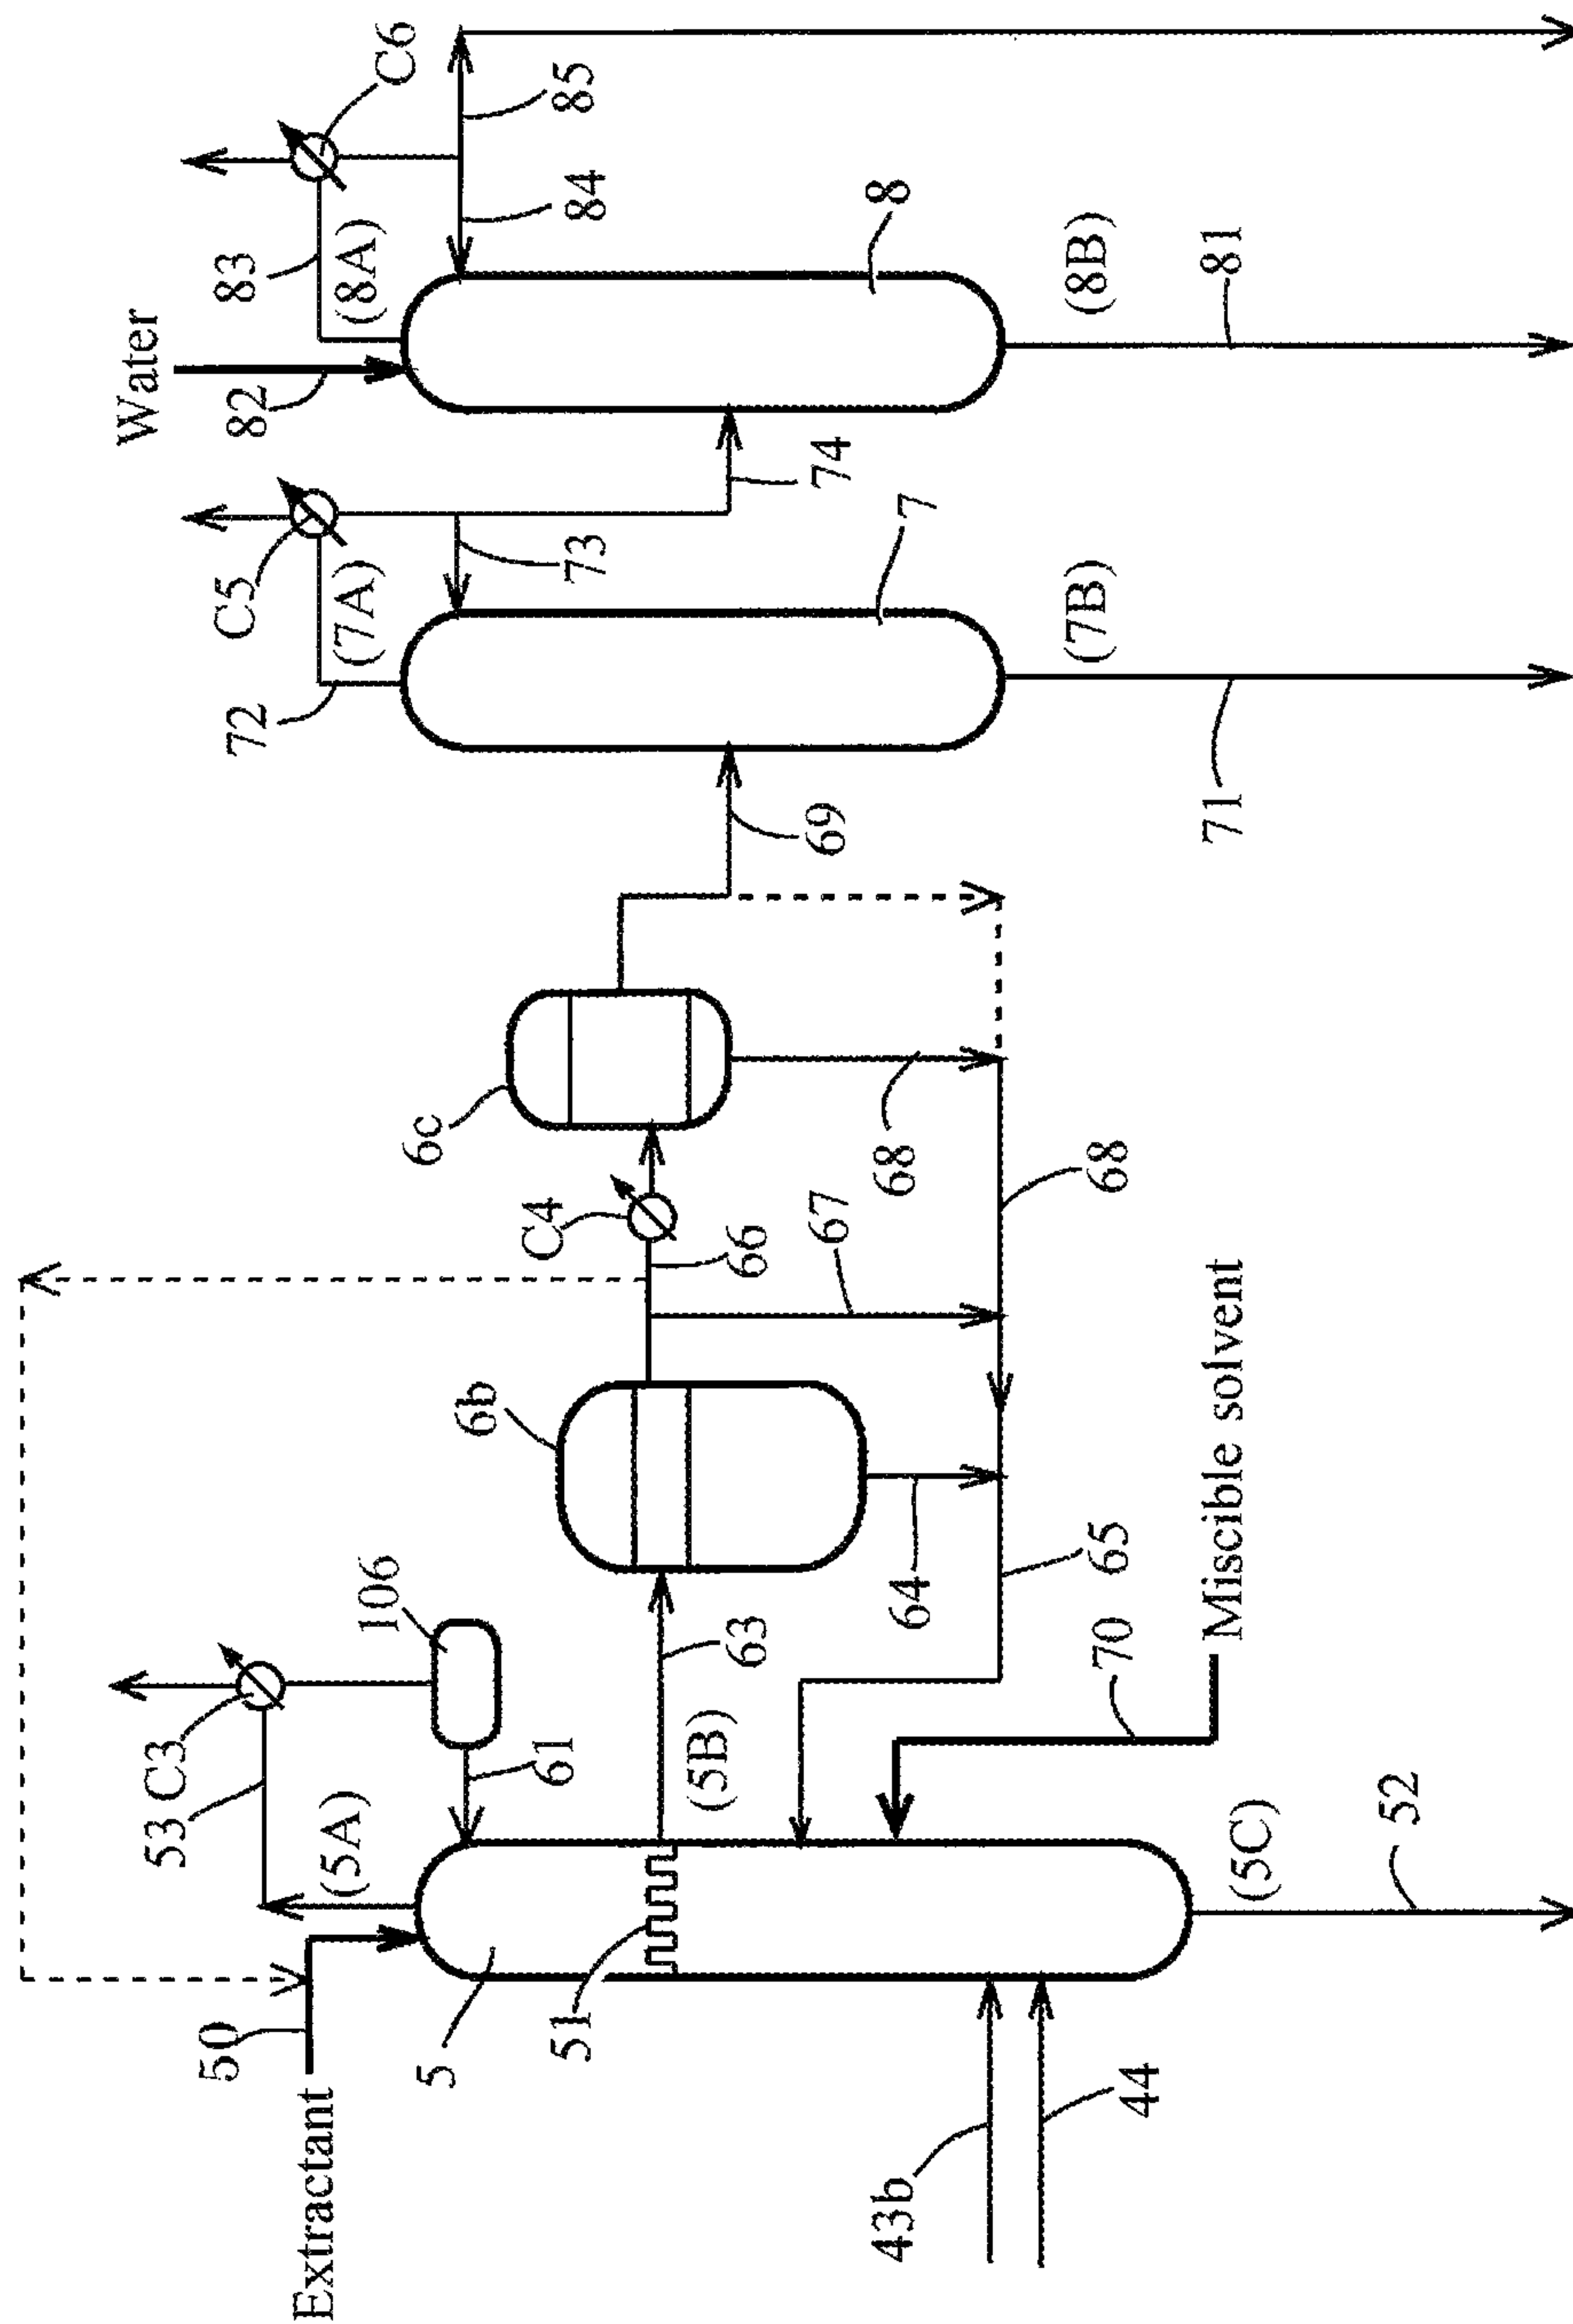 Extractant
50
53
C3
(5A)
106
61
5
51
63
(5B)
43b
44
6b
64
65
70
Miscible solvent
(5C)
52
66
C4
67
6c
68
68
69
72
C5
(7A)
73
7
(7B)
71
74
Water
82
83
(8A)
C6
84
85
8
(8B)
81